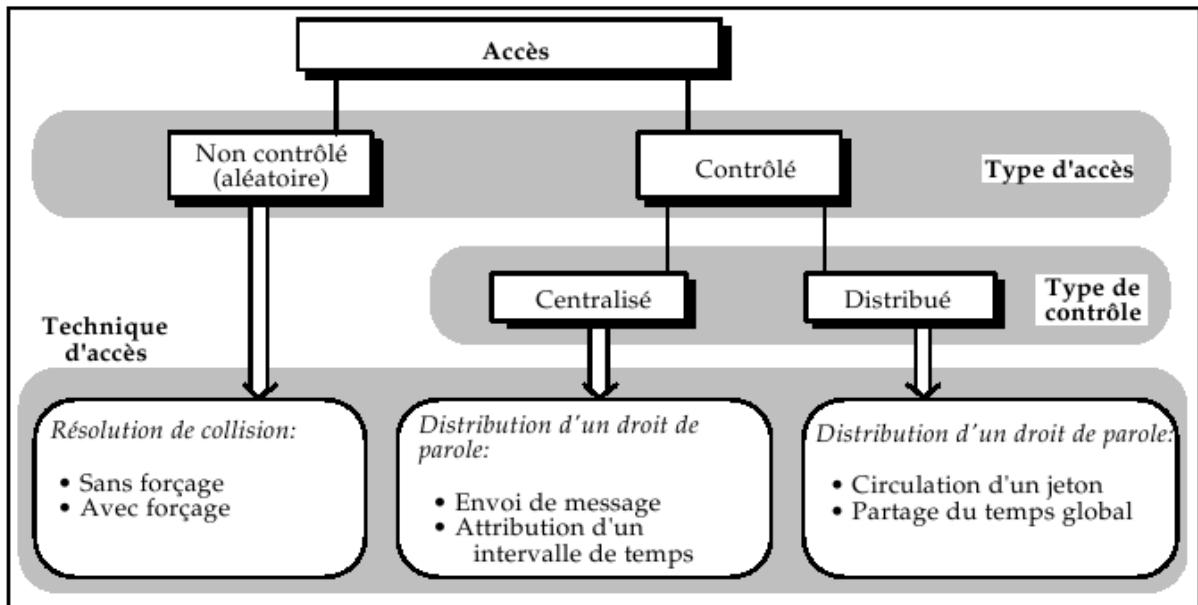 Accès
Non contrôlé
(aléatoire)
Contrôlé
Type d'accès
Centralisé
Distribué
Type de
contrôle
Technique
d'accès
Résolution de collision:
• Sans forçage
• Avec forçage
Distribution d'un droit de
parole:
• Envoi de message
• Attribution d'un
intervalle de temps
Distribution d'un droit de parole:
• Circulation d'un jeton
• Partage du temps global